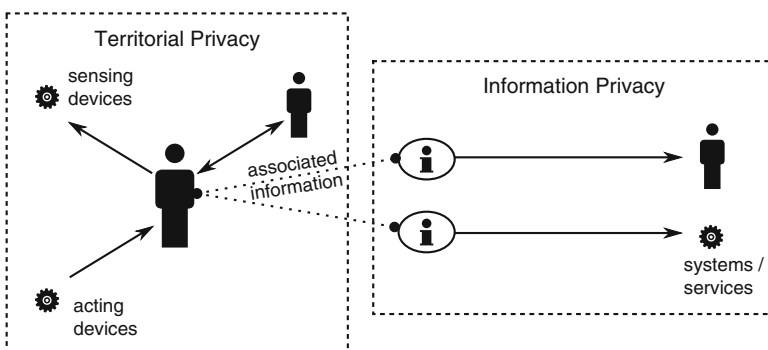 Territorial Privacy
sensing
devices
associated
information
acting
devices
Information Privacy
i
i
systems /
services